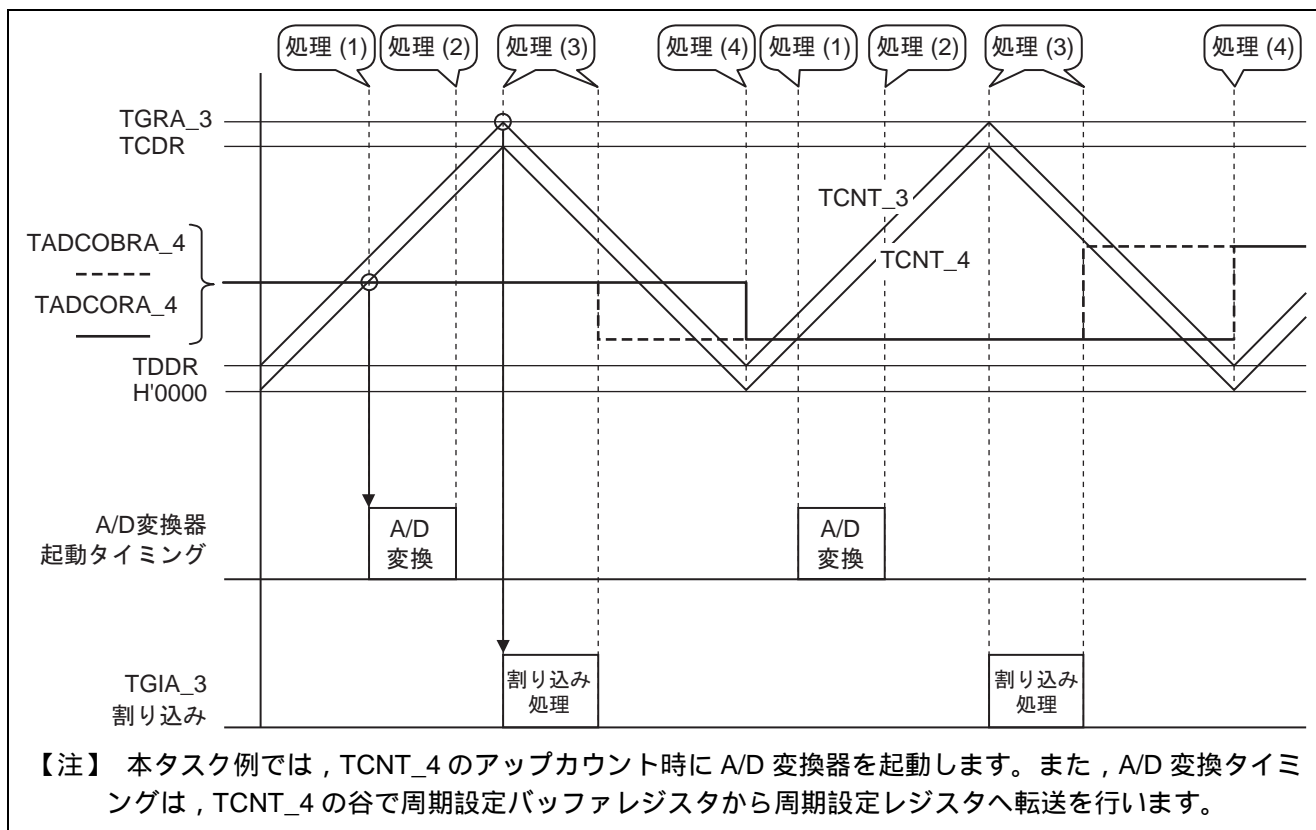 処理 (1) 処理 (2) 処理 (3) 処理 (4) 処理 (1) 処理 (2) 処理 (3) 処理 (4)
TGRA_3
TCDR
TCNT_3
TADCOBRA_4
TCNT_4
TADCORA_4
TDDR
H'0000
A/D変換器
起動タイミング
A/D
変換
A/D
変換
TGIA_3
割り込み
割り込み
処理
割り込み
処理
【注】 本タスク例では , TCNT_4 のアップカウント時に A/D 変換器を起動します。また , A/D 変換タイミ
ングは , TCNT_4 の谷で周期設定バッファレジスタから周期設定レジスタへ転送を行います。